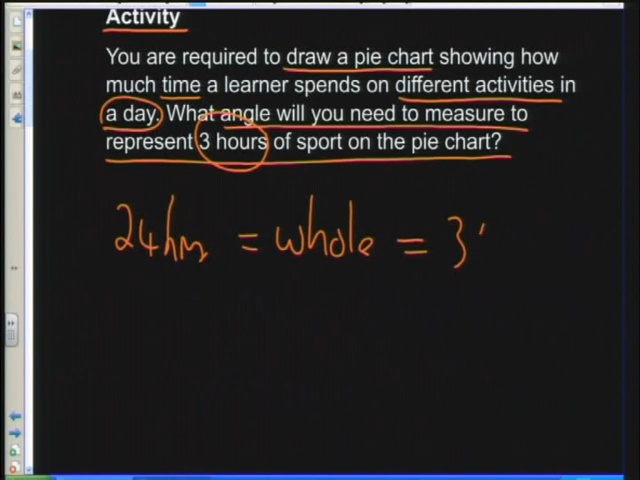 Activity
You are required to draw a pie chart showing how
much time a learner spends on different activities in
a day. What angle will you need to measure to
represent 3 hours of sport on the pie chart?
24hrs = whole = 3